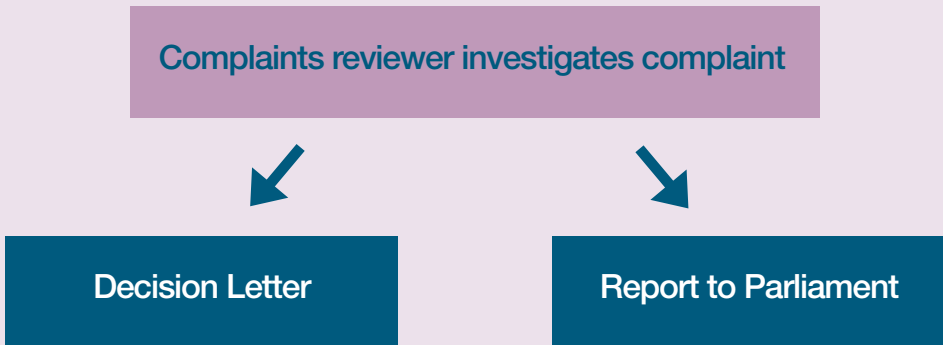 Complaints reviewer investigates complaint
Decision Letter
Report to Parliament